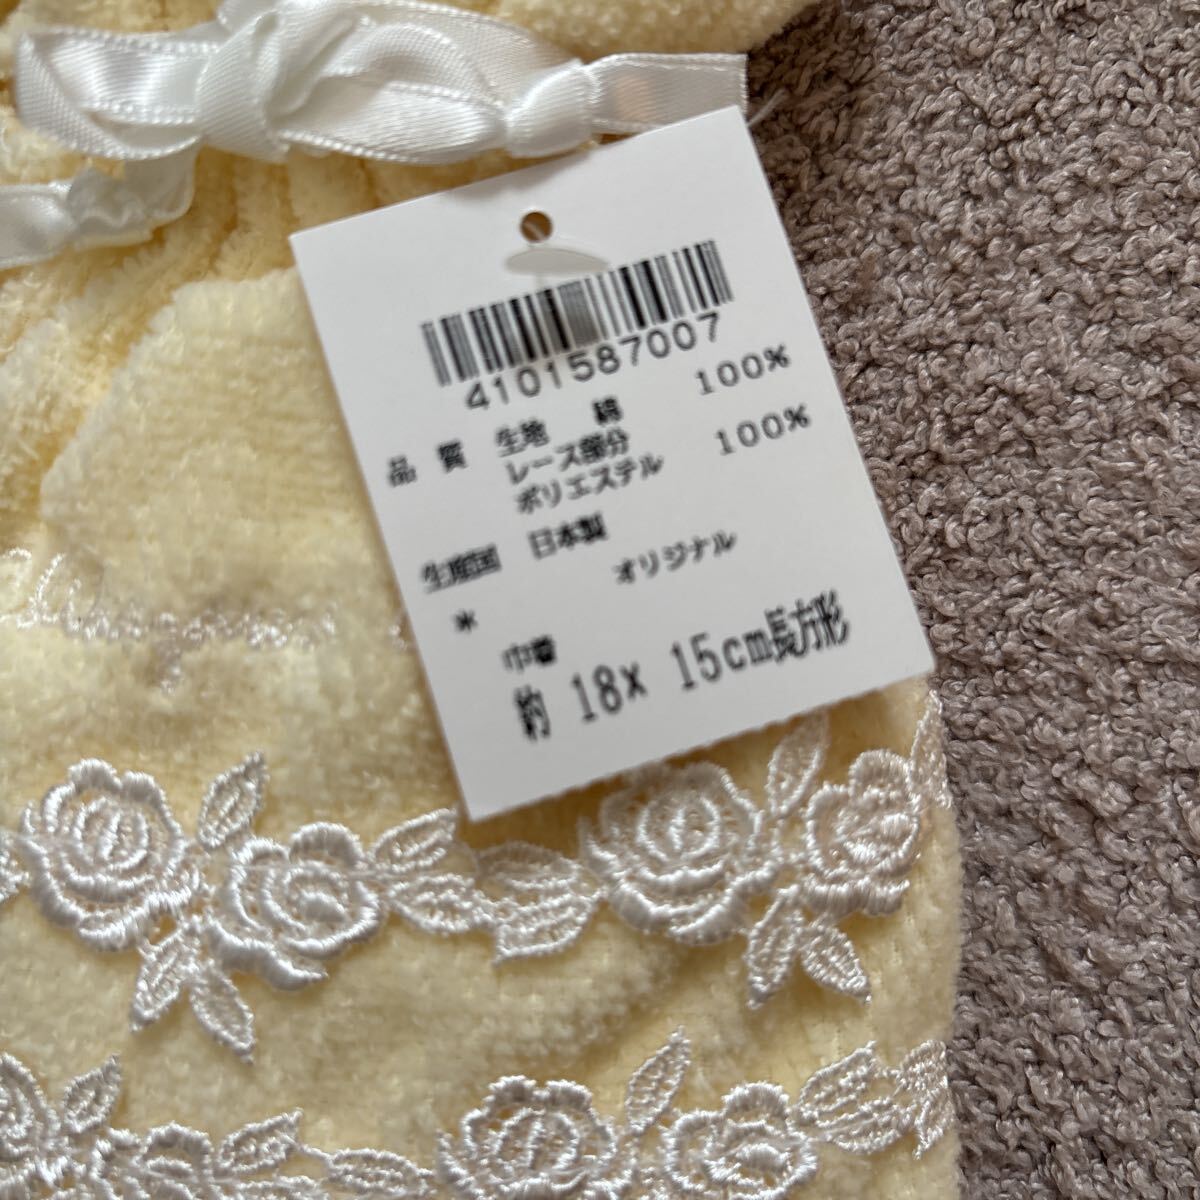 4101587007
品 質 生地 綿 100%
レース部分
ポリエステル 100%
生産国 日本製
* オリジナル
巾着
約 18x 15cm長方形